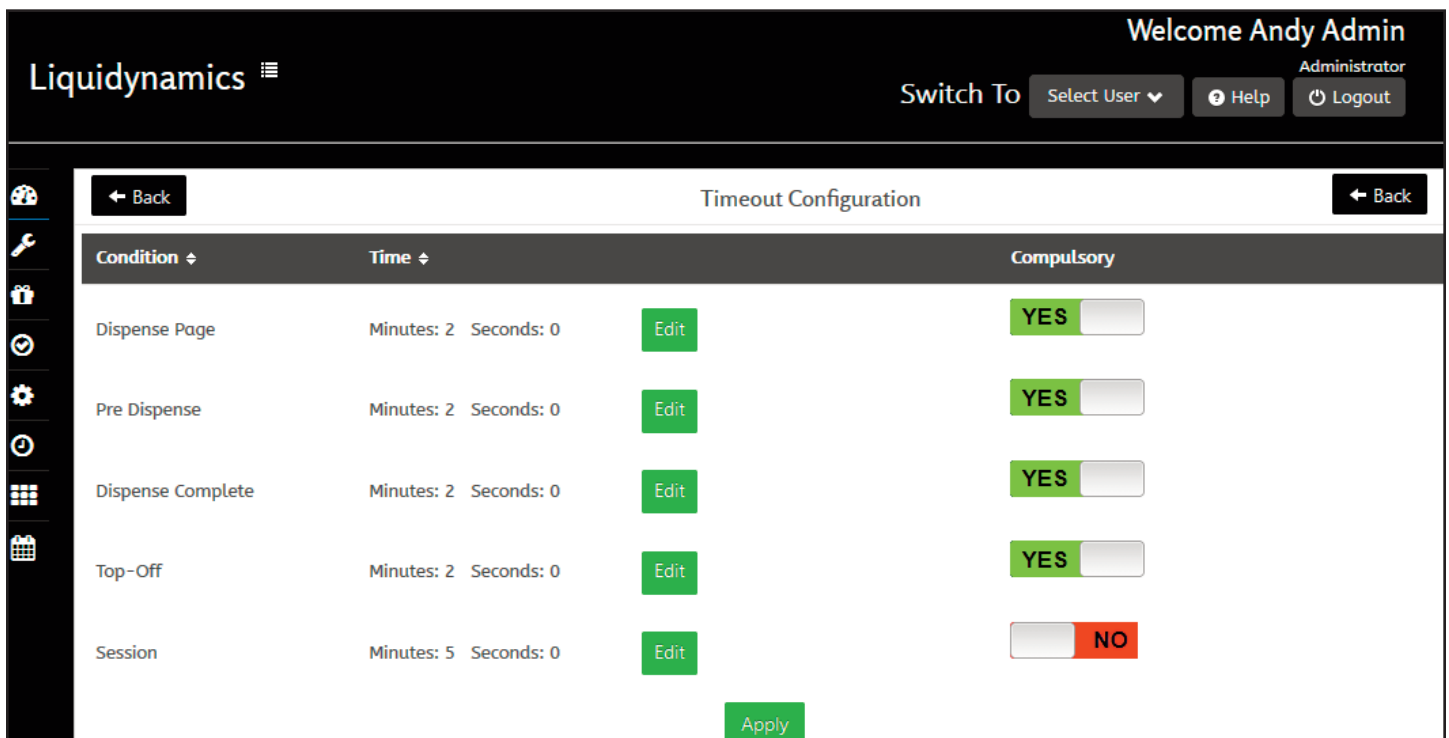 Welcome Andy Admin
Liquidynamics
Administrator
Switch To Select User Help Logout
Back Timeout Configuration Back
Condition Time Compulsory
Dispense Page Minutes: 2 Seconds: 0 Edit YES
Pre Dispense Minutes: 2 Seconds: 0 Edit YES
Dispense Complete Minutes: 2 Seconds: 0 Edit YES
Top-Off Minutes: 2 Seconds: 0 Edit YES
Session Minutes: 5 Seconds: 0 Edit NO
Apply